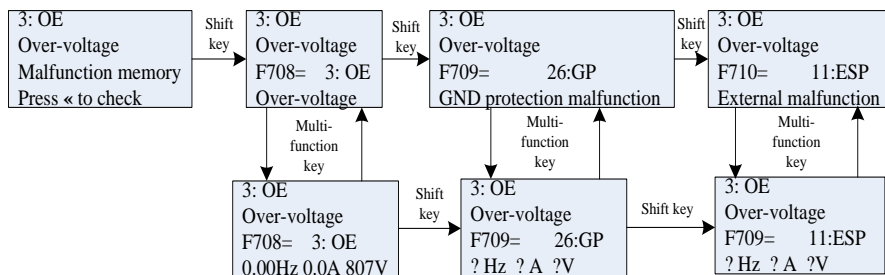 3: OE
Over-voltage
Malfunction memory
Press « to check
Shift key
3: OE
Over-voltage
F708=   3: OE
Over-voltage
Shift key
3: OE
Over-voltage
F709=   26:GP
GND protection malfunction
Shift key
3: OE
Over-voltage
F710=   11:ESP
External malfunction
Multi-
function
key
Multi-
function
key
Multi-
function
key
3: OE
Over-voltage
F708=   3: OE
0.00Hz 0.0A 807V
Shift key
3: OE
Over-voltage
F709=   26:GP
? Hz  ? A  ?V
Shift key
3: OE
Over-voltage
F709=   11:ESP
? Hz  ? A  ?V